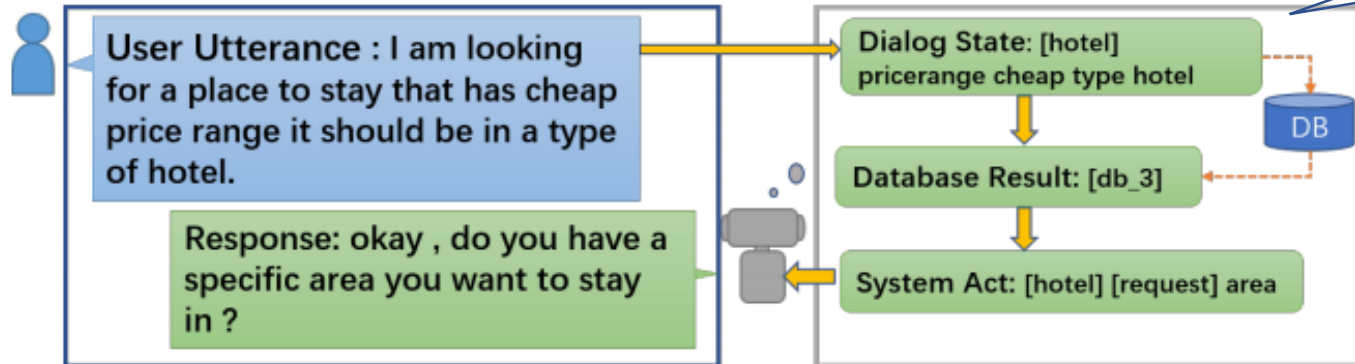 User Utterance : I am looking
for a place to stay that has cheap
price range it should be in a type
of hotel.
Response: okay , do you have a
specific area you want to stay
in ?
Dialog State: [hotel]
pricerange cheap type hotel
DB
Database Result: [db_3]
System Act: [hotel] [request] area